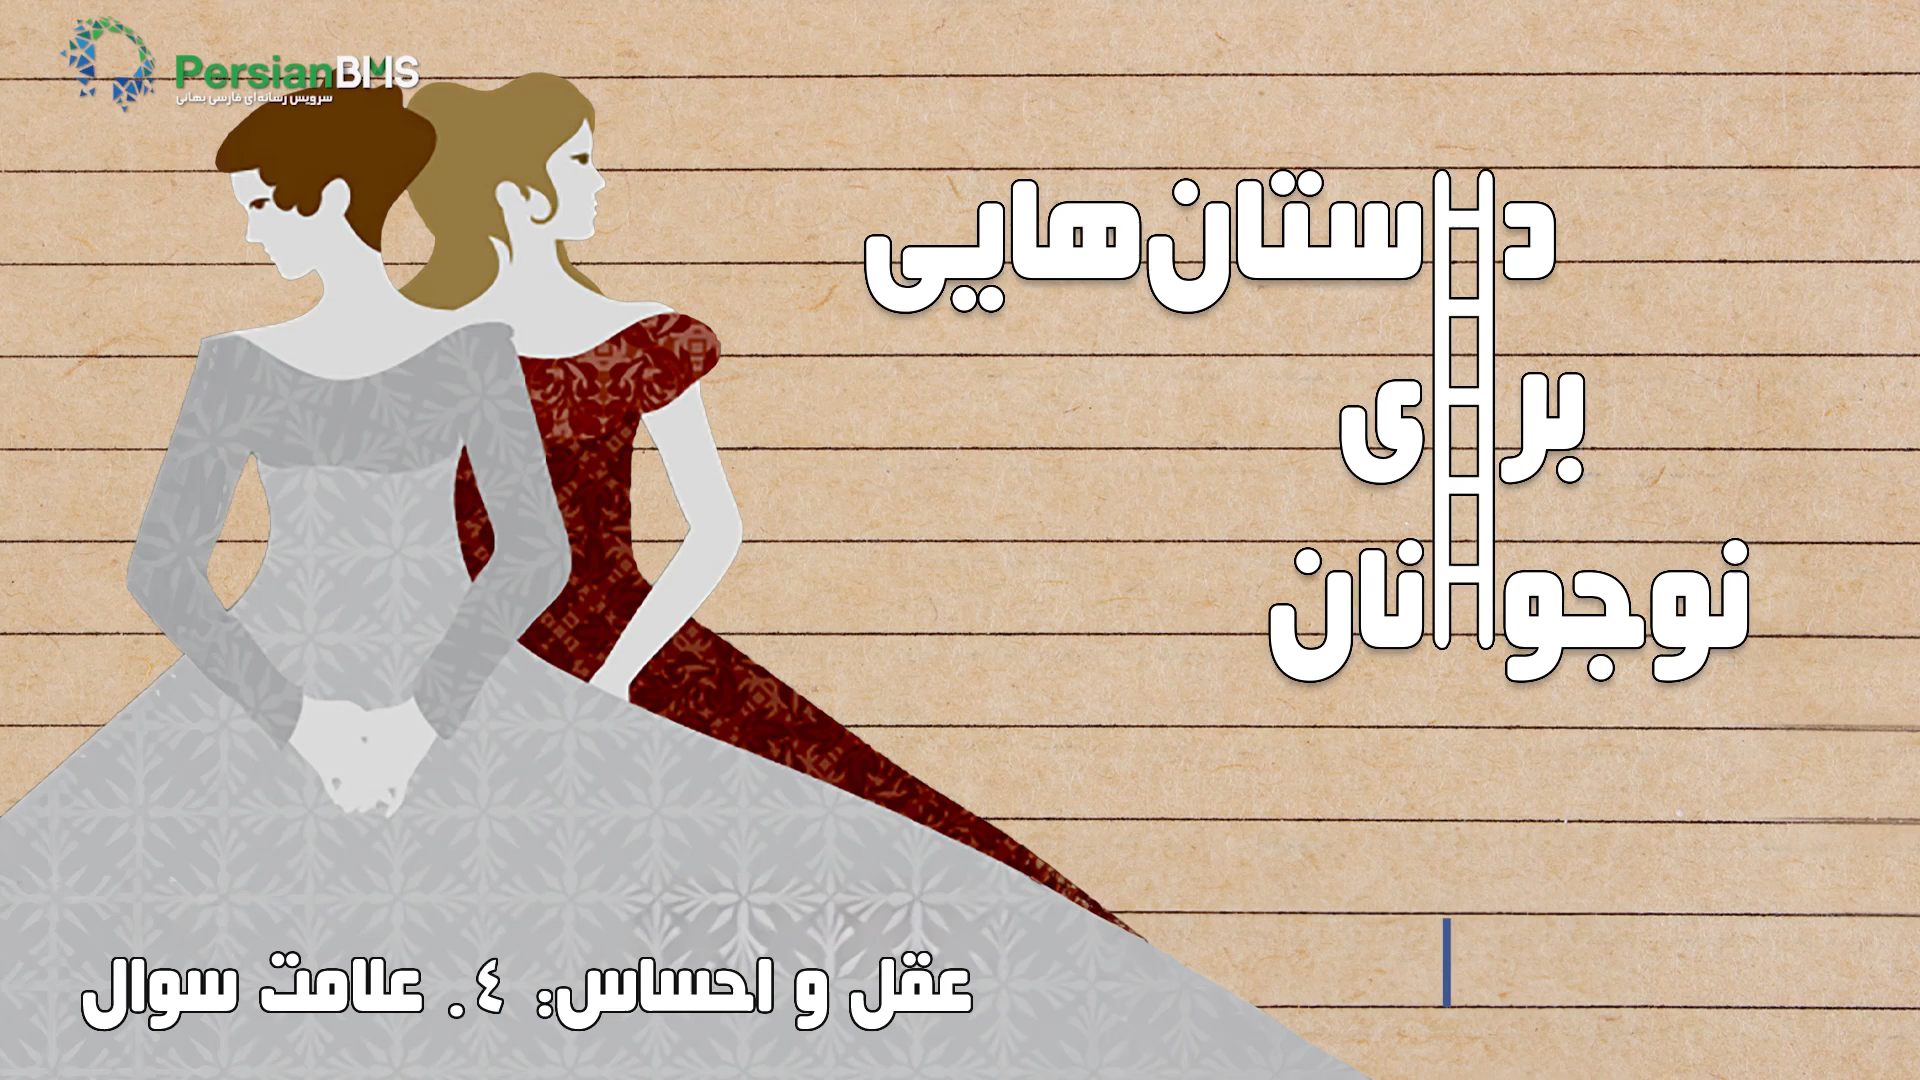 PersianBMS
سرویس رسانه‌ای فارسی بهائی
داستان‌هایی
برای
نوجوانان
عقل و احساس: ٤. علامت سوال